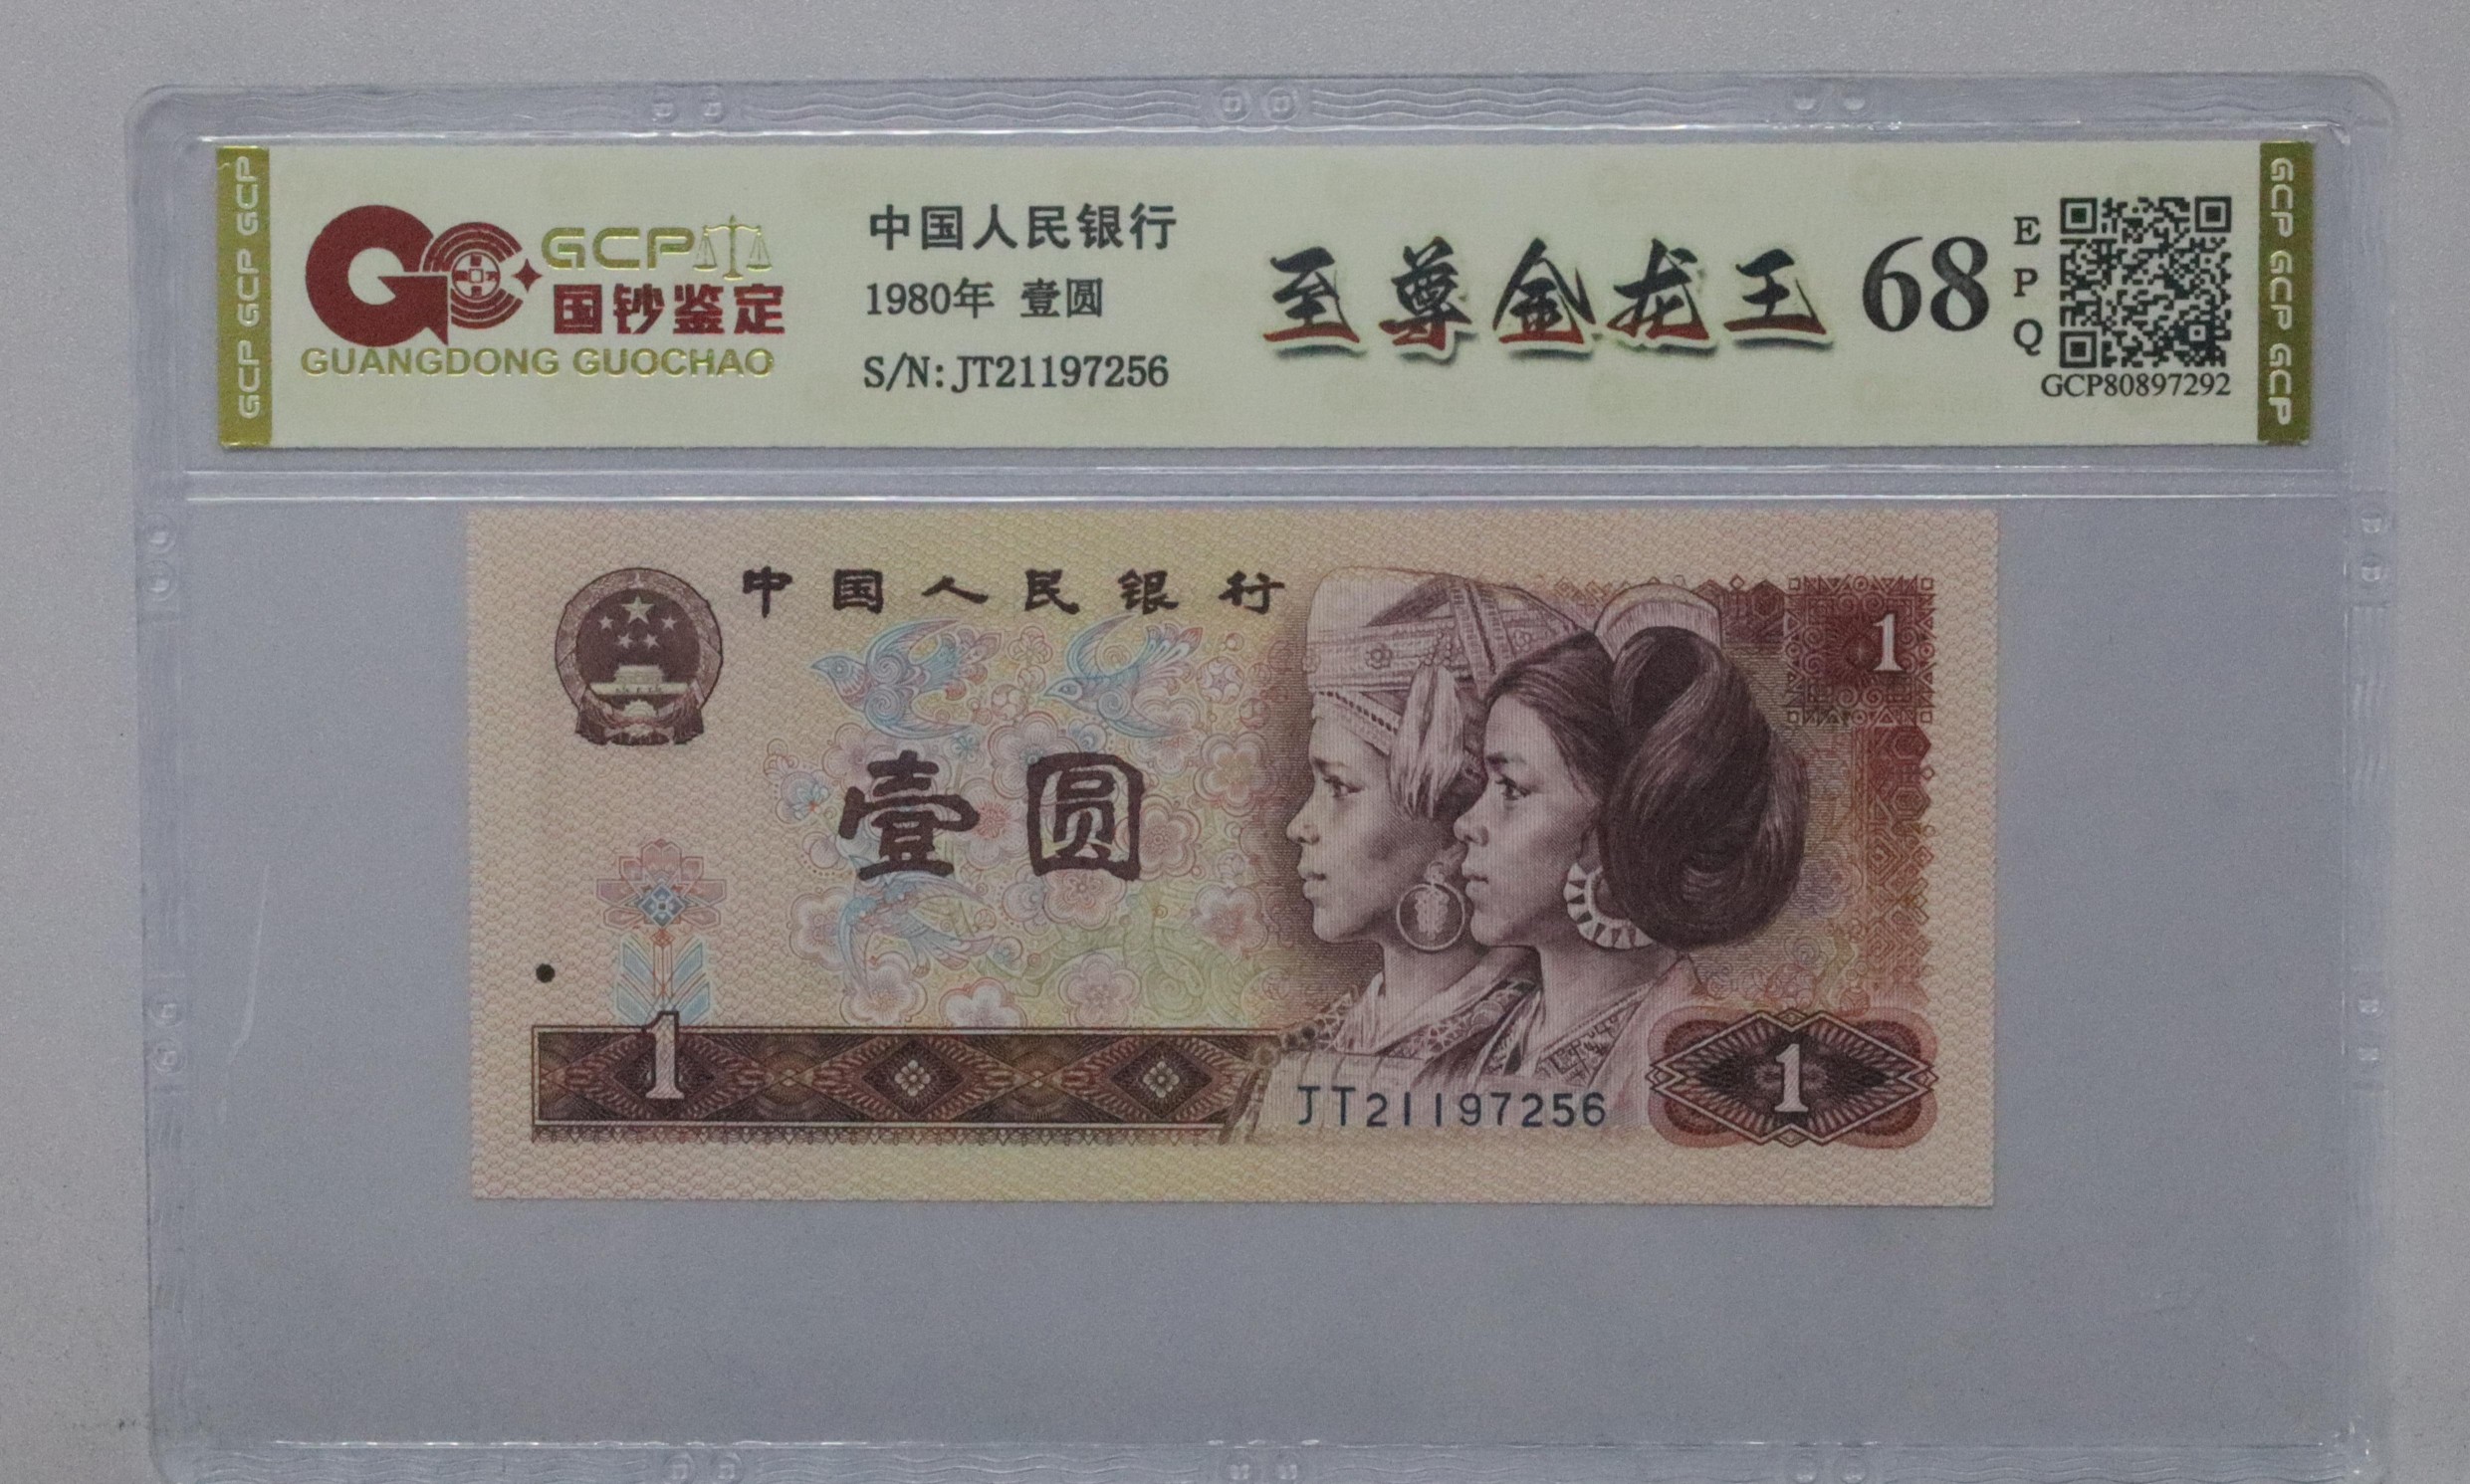 GCP GCP GCP
GCP
国钞鉴定
GUANGDONG GUOCHAO
中国人民银行
1980年 壹圆
S/N: JT21197256
至尊金龙王
68
EPQ
GCP80897292
GCP GCP GCP
中国人民银行
1
壹圆
1
JT21197256
1